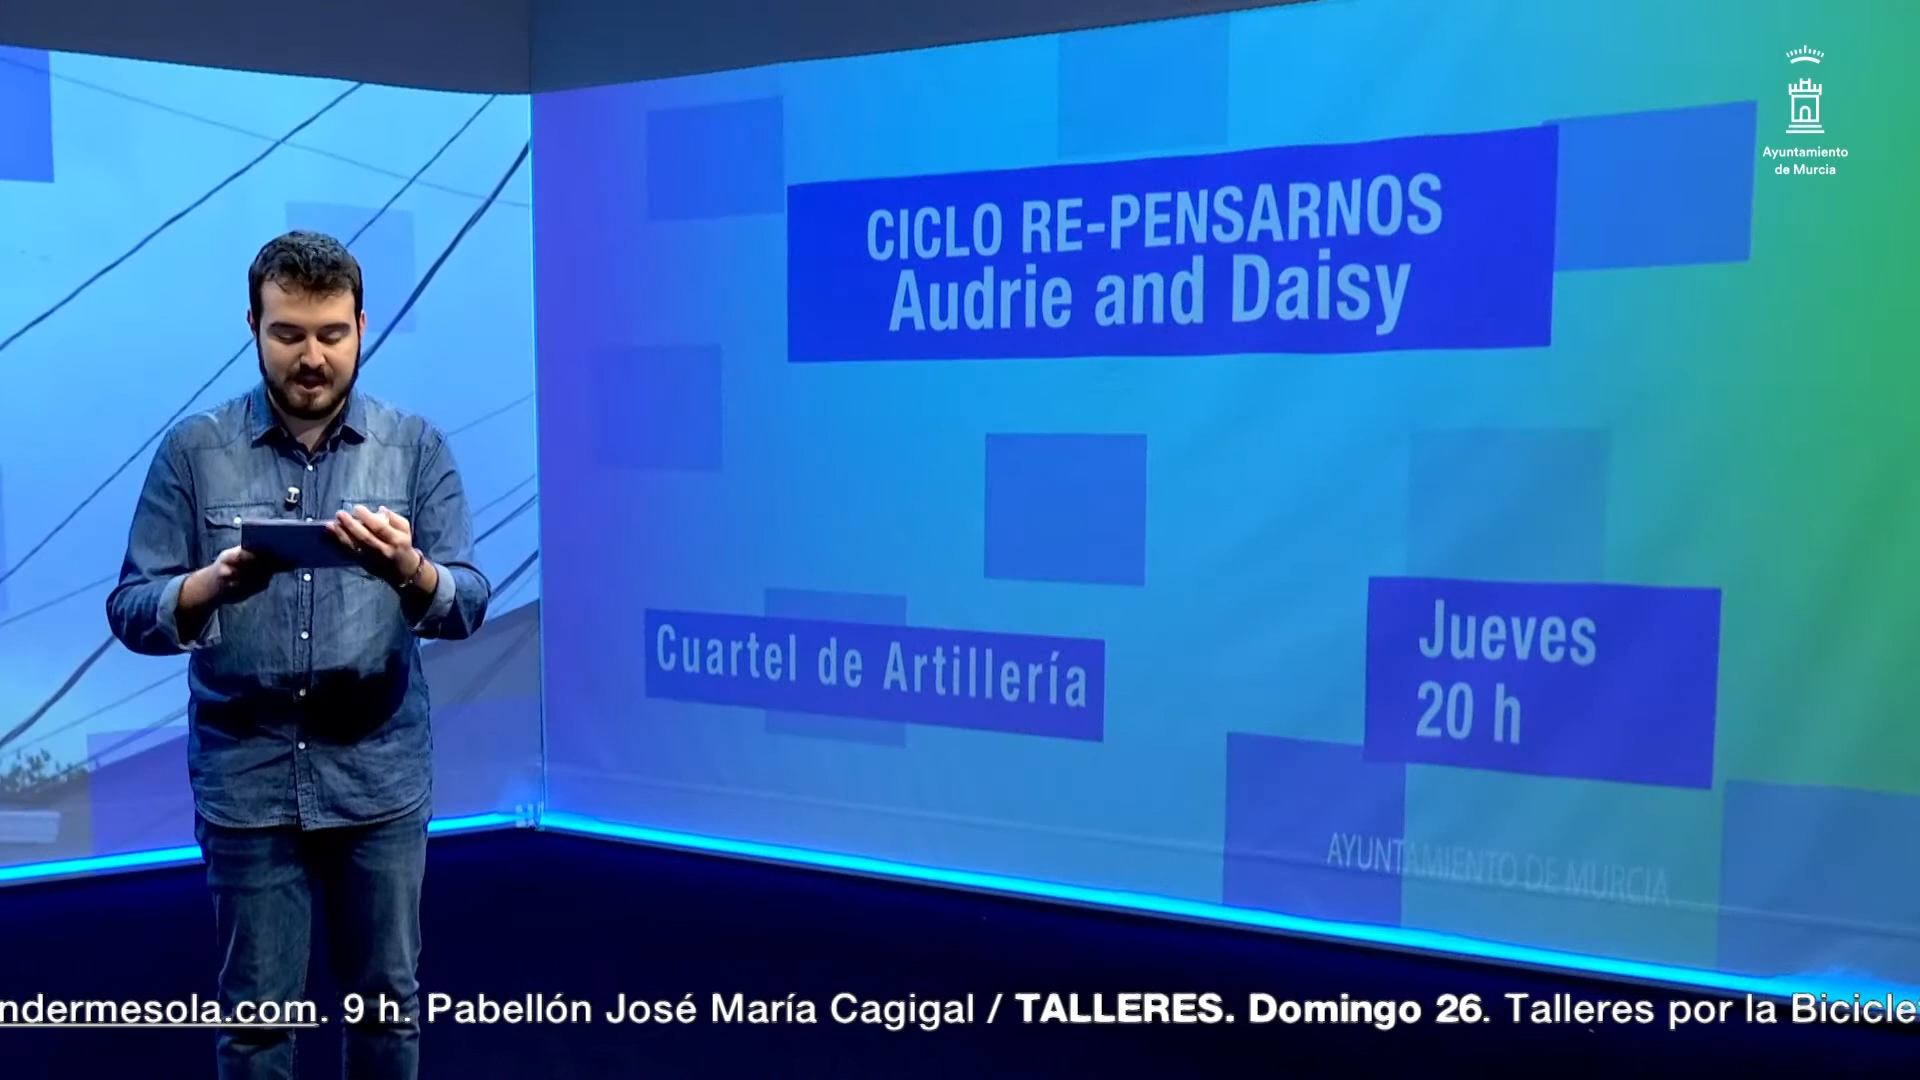 Ayuntamiento
de Murcia
CICLO RE-PENSARNOS
Audrie and Daisy
Cuartel de Artillería
Jueves
20 h
AYUNTAMIENTO DE MURCIA
ndermesola.com. 9 h. Pabellón José María Cagigal / TALLERES. Domingo 26. Talleres por la Bicicle